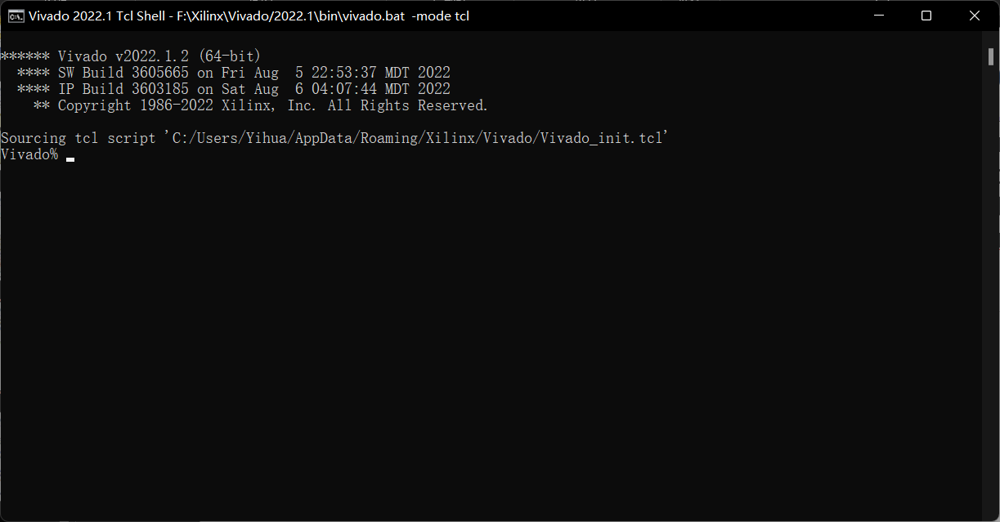 Vivado 2022.1 Tcl Shell - F:\Xilinx\Vivado/2022.1\bin\vivado.bat  -mode tcl
****** Vivado v2022.1.2 (64-bit)
  **** SW Build 3605665 on Fri Aug  5 22:53:37 MDT 2022
  **** IP Build 3603185 on Sat Aug  6 04:07:44 MDT 2022
    ** Copyright 1986-2022 Xilinx, Inc. All Rights Reserved.
Sourcing tcl script 'C:/Users/Yihua/AppData/Roaming/Xilinx/Vivado/Vivado_init.tcl'
Vivado%